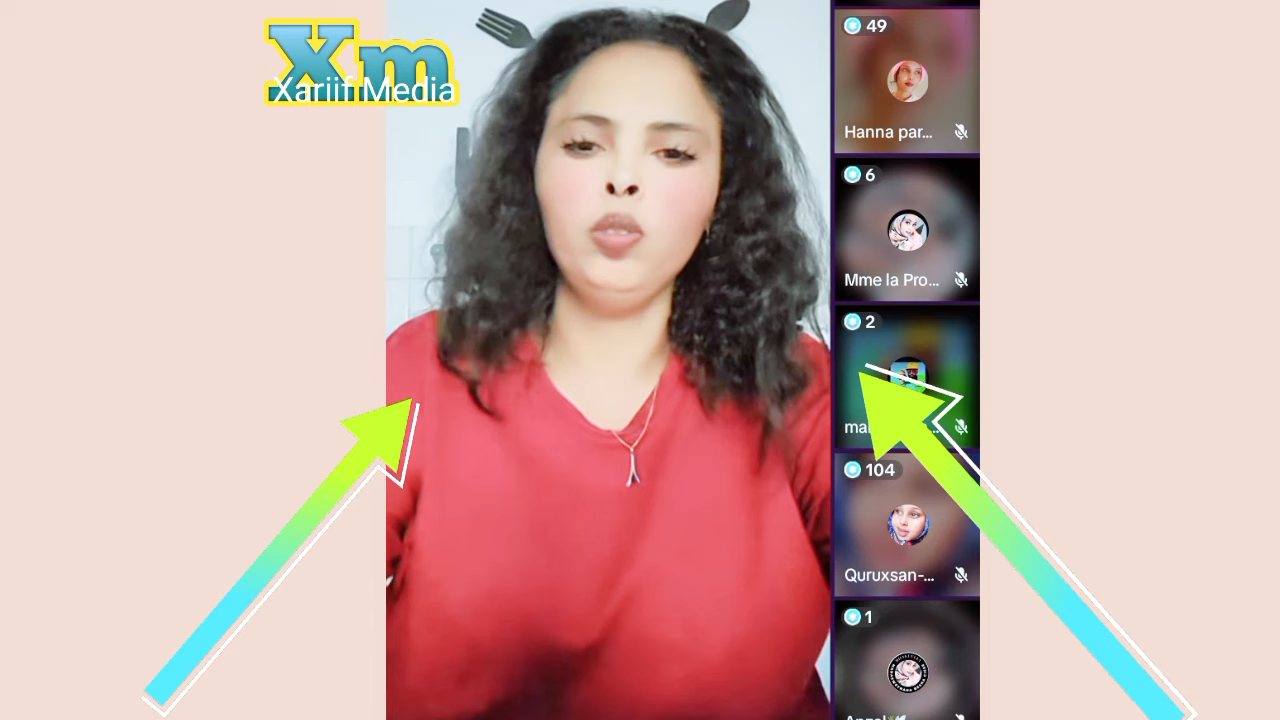 Xm
Xariif Media
49
Hanna par...
6
Mme la Pro...
2
104
Quruxsan-...
1